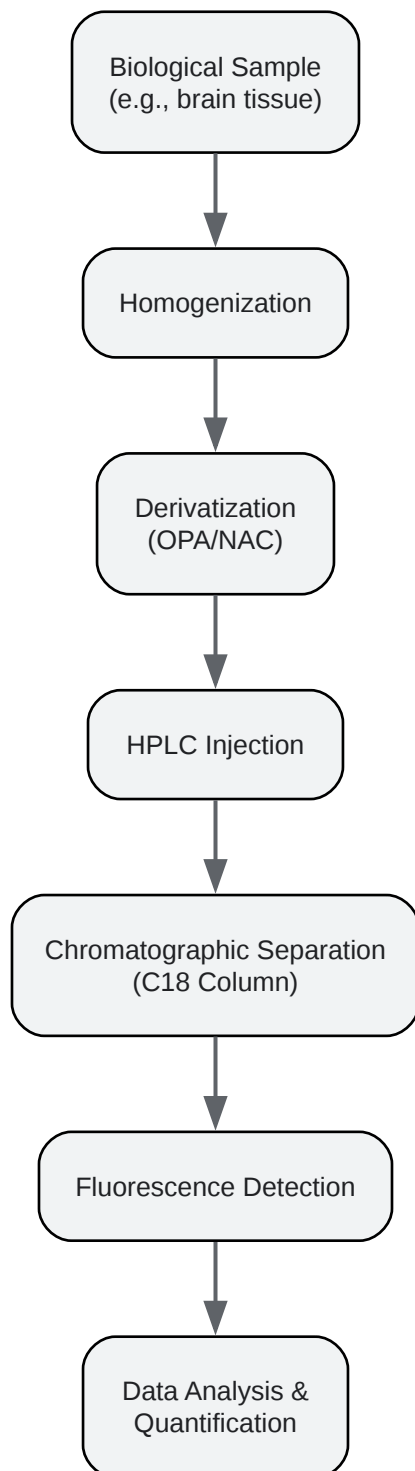 Biological Sample
(e.g., brain tissue)
Homogenization
Derivatization
(OPA/NAC)
HPLC Injection
Chromatographic Separation
(C18 Column)
Fluorescence Detection
Data Analysis &
Quantification